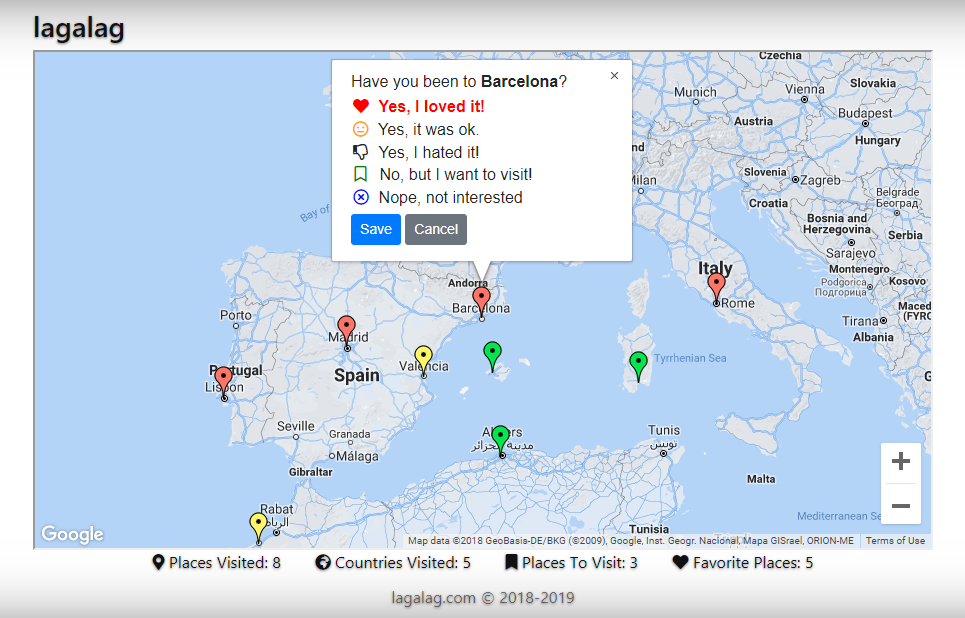 lagalag
Have you been to Barcelona?
×
Yes, I loved it!
Yes, it was ok.
Yes, I hated it!
No, but I want to visit!
Nope, not interested
Save Cancel
Czechia
Munich
Vienna
Slovakia
Austria
Budapest
Hungary
Milan
Slovenia
Zagreb
Croatia
Belgrade
Београд
Bay of
Bosnia and
Herzegovina
Serbia
Sarajevo
Montenegro
Italy
Andorra
Podgorica
Подгорица
Kosovo
Barcelona
Rome
Porto
Tirana
Madrid
Albania
Tyrrhenian Sea
Valencia
Portugal
Spain
Lisbon
Seville
Granada
Málaga
Algiers
Tunis
تونس
Gibraltar
Malta
Rabat
الرباط
Mediterranean Se
Tunisia
Google
Map data ©2018 GeoBasis-DE/BKG (©2009), Google, Inst. Geogr. Nacional, Mapa GISrael, ORION-ME Terms of Use
Places Visited: 8 Countries Visited: 5 Places To Visit: 3 Favorite Places: 5
lagalag.com © 2018-2019